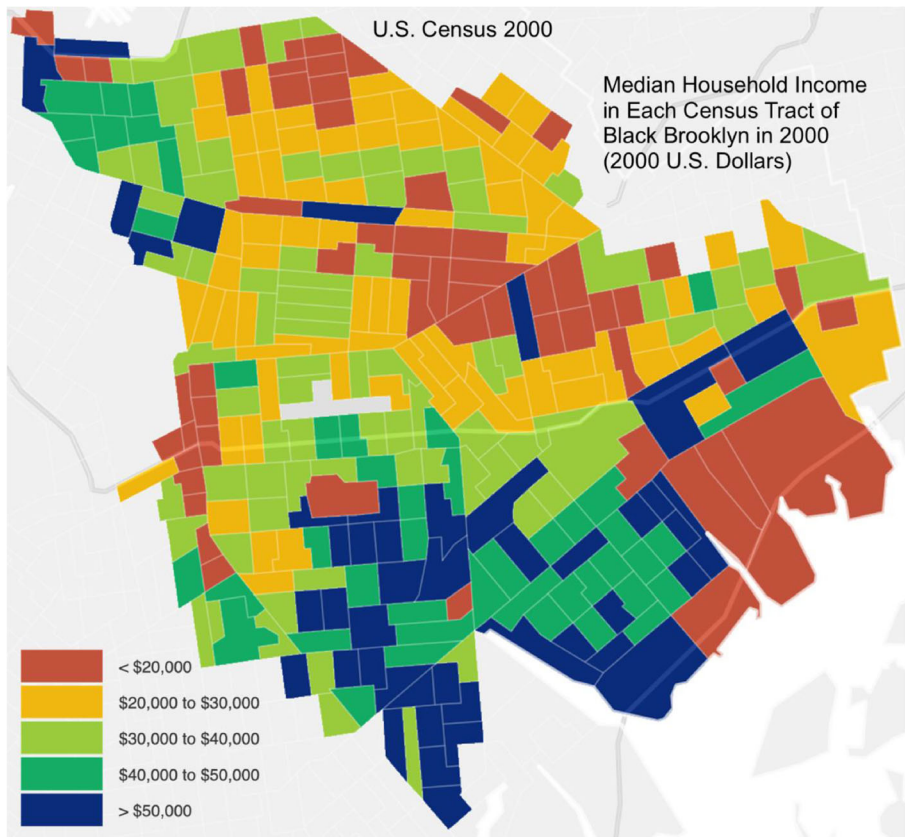 U.S. Census 2000
Median Household Income
in Each Census Tract of
Black Brooklyn in 2000
(2000 U.S. Dollars)
< $20,000
$20,000 to $30,000
$30,000 to $40,000
$40,000 to $50,000
> $50,000